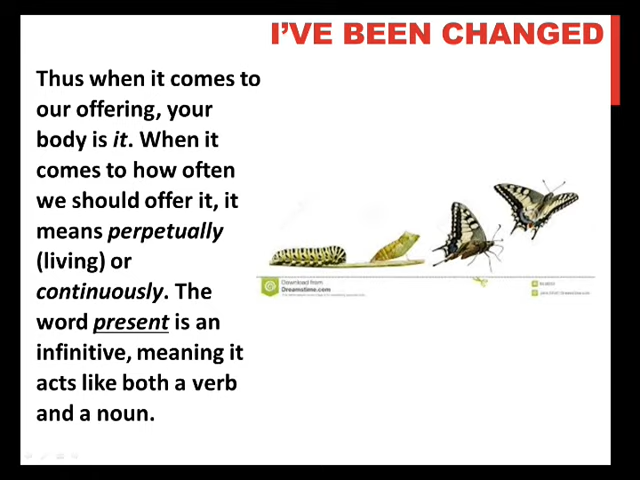 I'VE BEEN CHANGED
Thus when it comes to
our offering, your
body is it. When it
comes to how often
we should offer it, it
means perpetually
(living) or
continuously. The
word present is an
infinitive, meaning it
acts like both a verb
and a noun.
Download from
Dreamstime.com